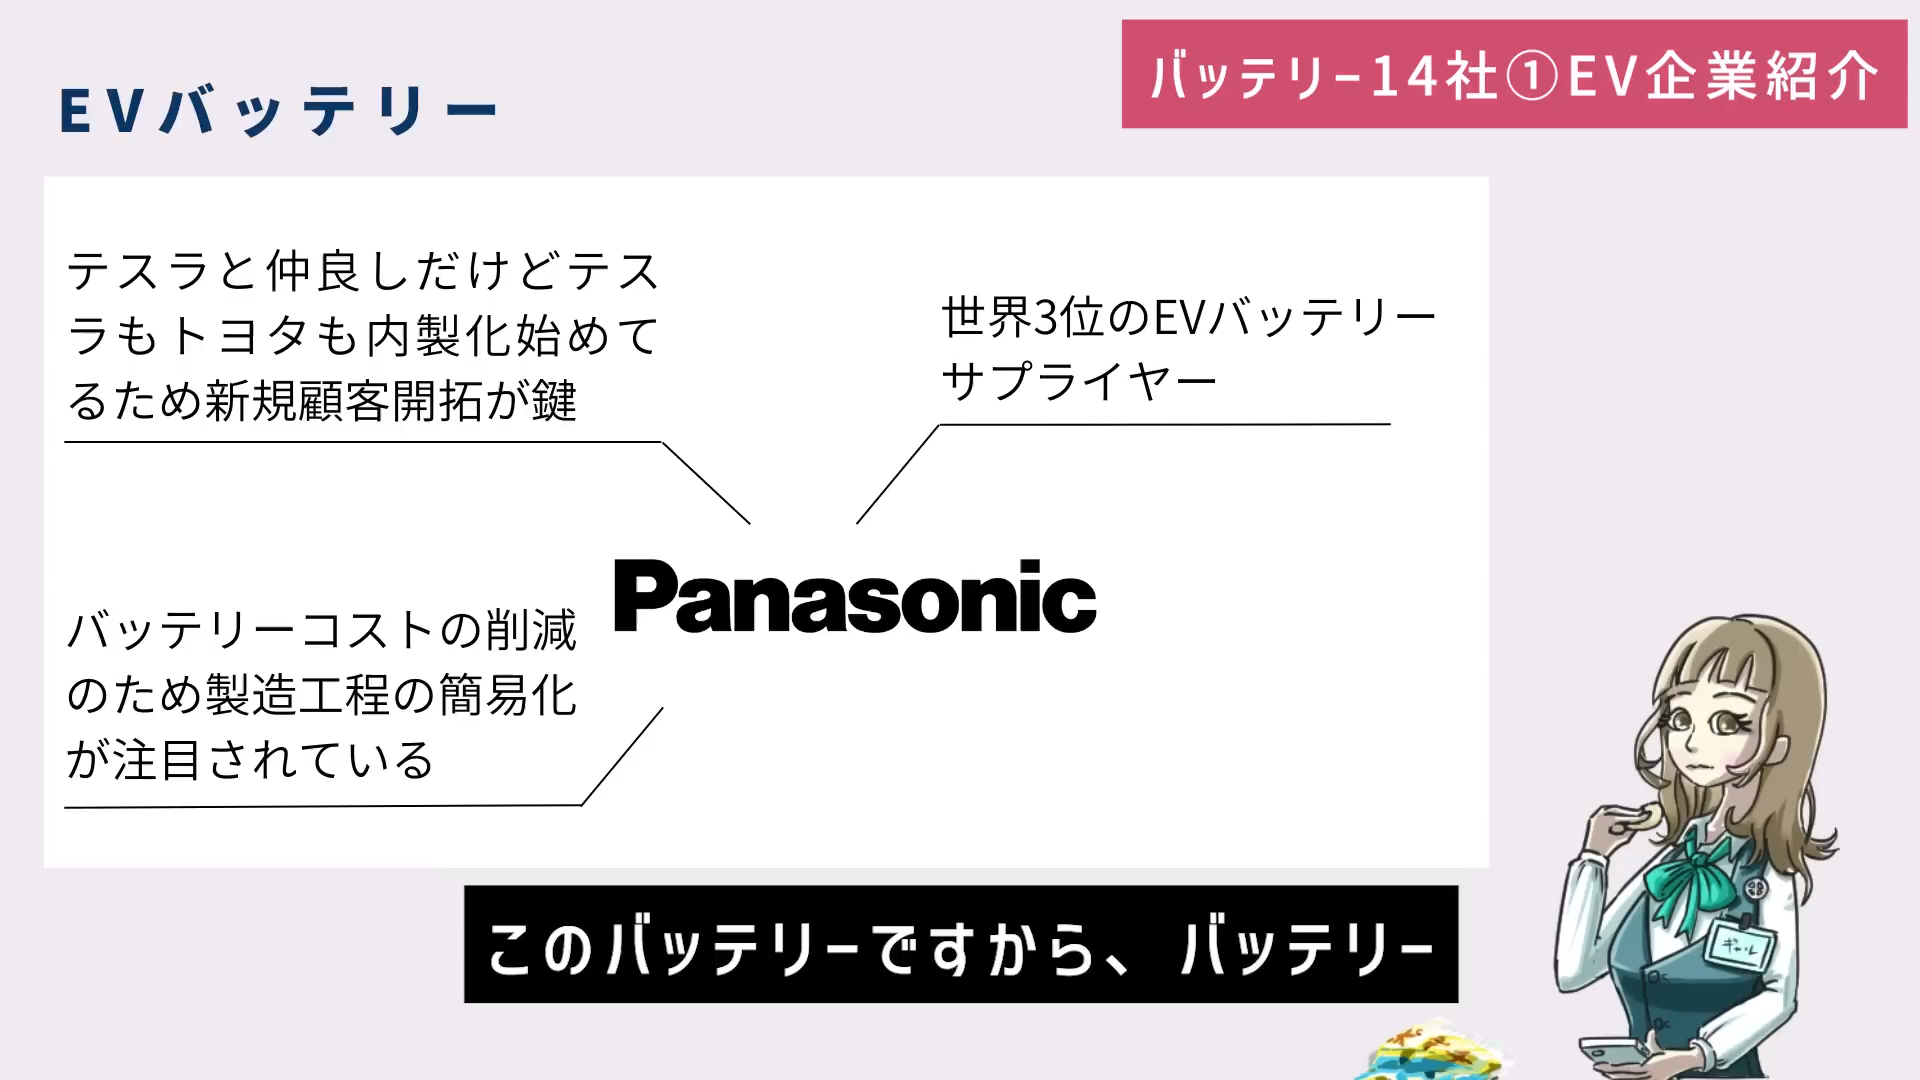 バッテリー14社①EV企業紹介
EVバッテリー
テスラと仲良しだけどテス
ラもトヨタも内製化始めて
るため新規顧客開拓が鍵
世界3位のEVバッテリー
サプライヤー
Panasonic
バッテリーコストの削減
のため製造工程の簡易化
が注目されている
このバッテリーですから、バッテリー
ギャル